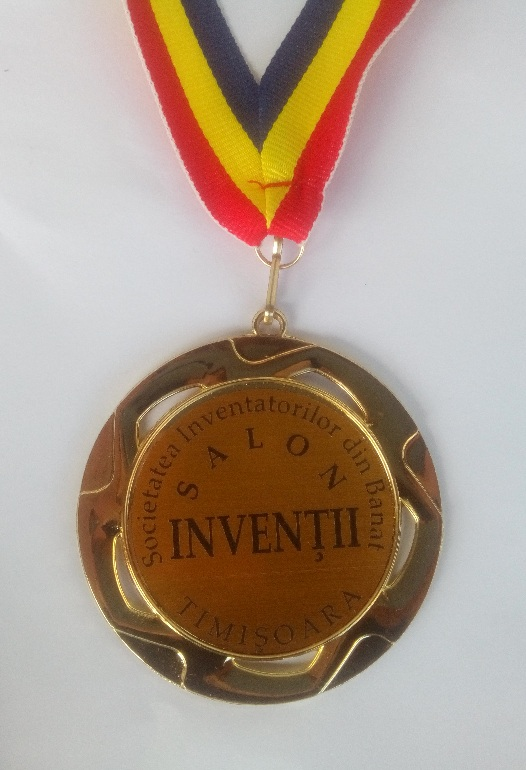 Societatea Inventatorilor din Banat
SALON
INVENȚII
TIMIȘOARA